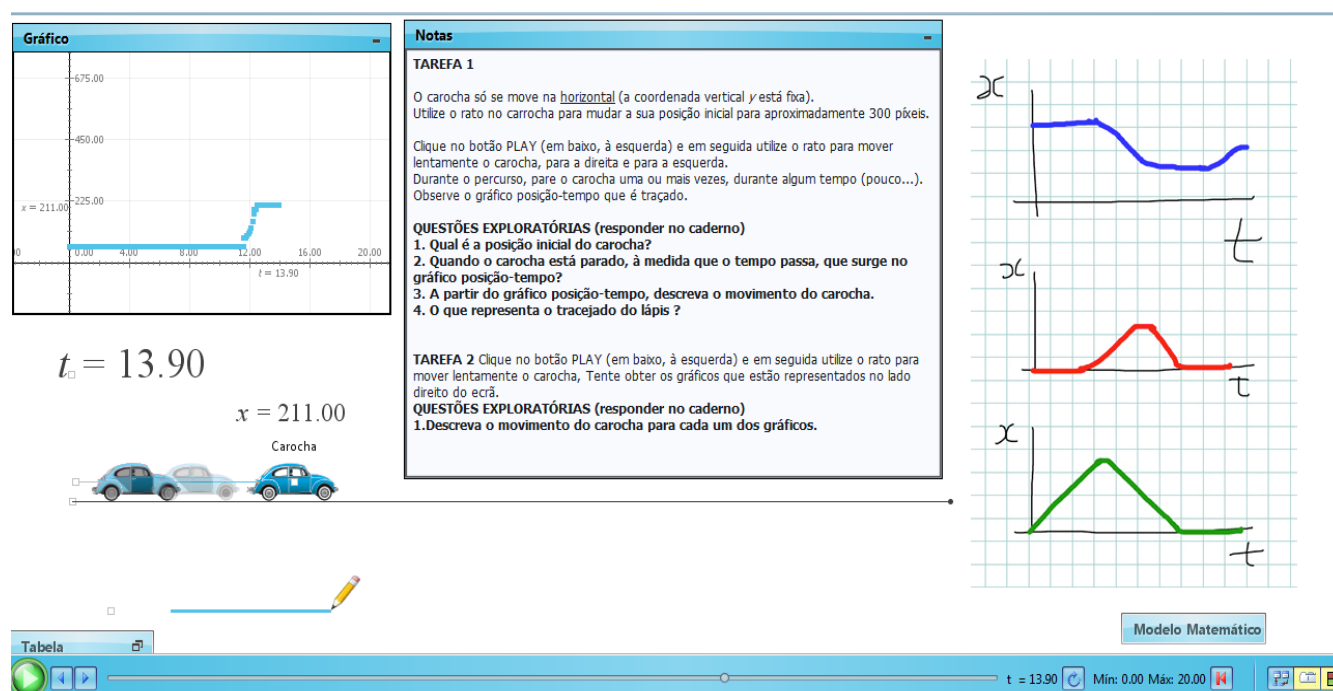 Gráfico
675.00
450.00
225.00
x = 211.00
0.00 4.00 8.00 12.00 16.00 20.00
t = 13.90
t = 13.90
x = 211.00
Carocha
Notas
TAREFA 1
O carocha só se move na horizontal (a coordenada vertical y está fixa).
Utilize o rato no carrocha para mudar a sua posição inicial para aproximadamente 300 píxeis.
Clique no botão PLAY (em baixo, à esquerda) e em seguida utilize o rato para mover
lentamente o carocha, para a direita e para a esquerda.
Durante o percurso, pare o carocha uma ou mais vezes, durante algum tempo (pouco...).
Observe o gráfico posição-tempo que é traçado.
QUESTÕES EXPLORATÓRIAS (responder no caderno)
1. Qual é a posição inicial do carocha?
2. Quando o carocha está parado, à medida que o tempo passa, que surge no
gráfico posição-tempo?
3. A partir do gráfico posição-tempo, descreva o movimento do carocha.
4. O que representa o tracejado do lápis ?
TAREFA 2 Clique no botão PLAY (em baixo, à esquerda) e em seguida utilize o rato para
mover lentamente o carocha, Tente obter os gráficos que estão representados no lado
direito do ecrã.
QUESTÕES EXPLORATÓRIAS (responder no caderno)
1.Descreva o movimento do carocha para cada um dos gráficos.
x
t
x
t
x
t
Modelo Matemático
Tabela
t = 13.90 Mín: 0.00 Máx: 20.00